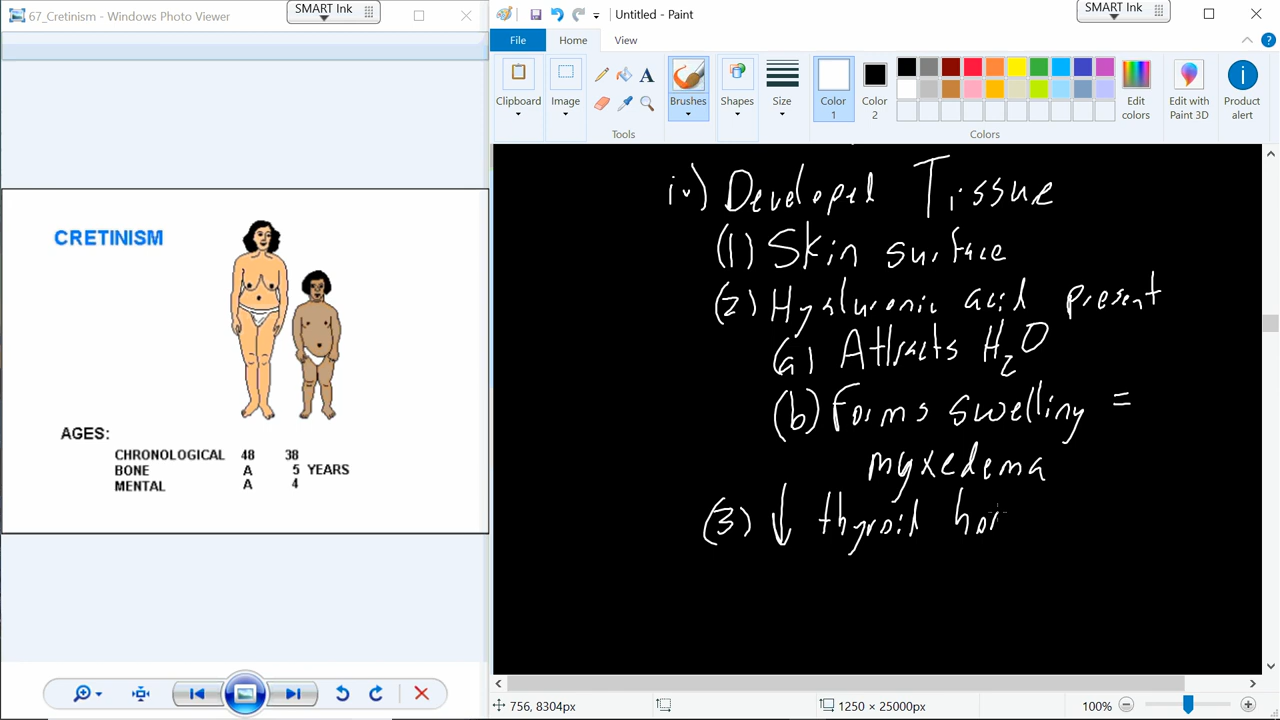 67_Cretinism - Windows Photo Viewer
SMART Ink
Untitled - Paint
SMART Ink
File
Home
View
Clipboard
Image
Tools
Brushes
Shapes
Size
Color 1
Color 2
Colors
Edit colors
Edit with Paint 3D
Product alert
CRETINISM
AGES:
CHRONOLOGICAL 48 38
BONE A 5 YEARS
MENTAL A 4
iv) Developed Tissue
(1) Skin surface
(2) Hyaluronic acid present
(a) Attracts H₂O
(b) Forms swelling =
myxedema
(3) ↓ thyroid hor
756, 8304px
1250 × 25000px
100%